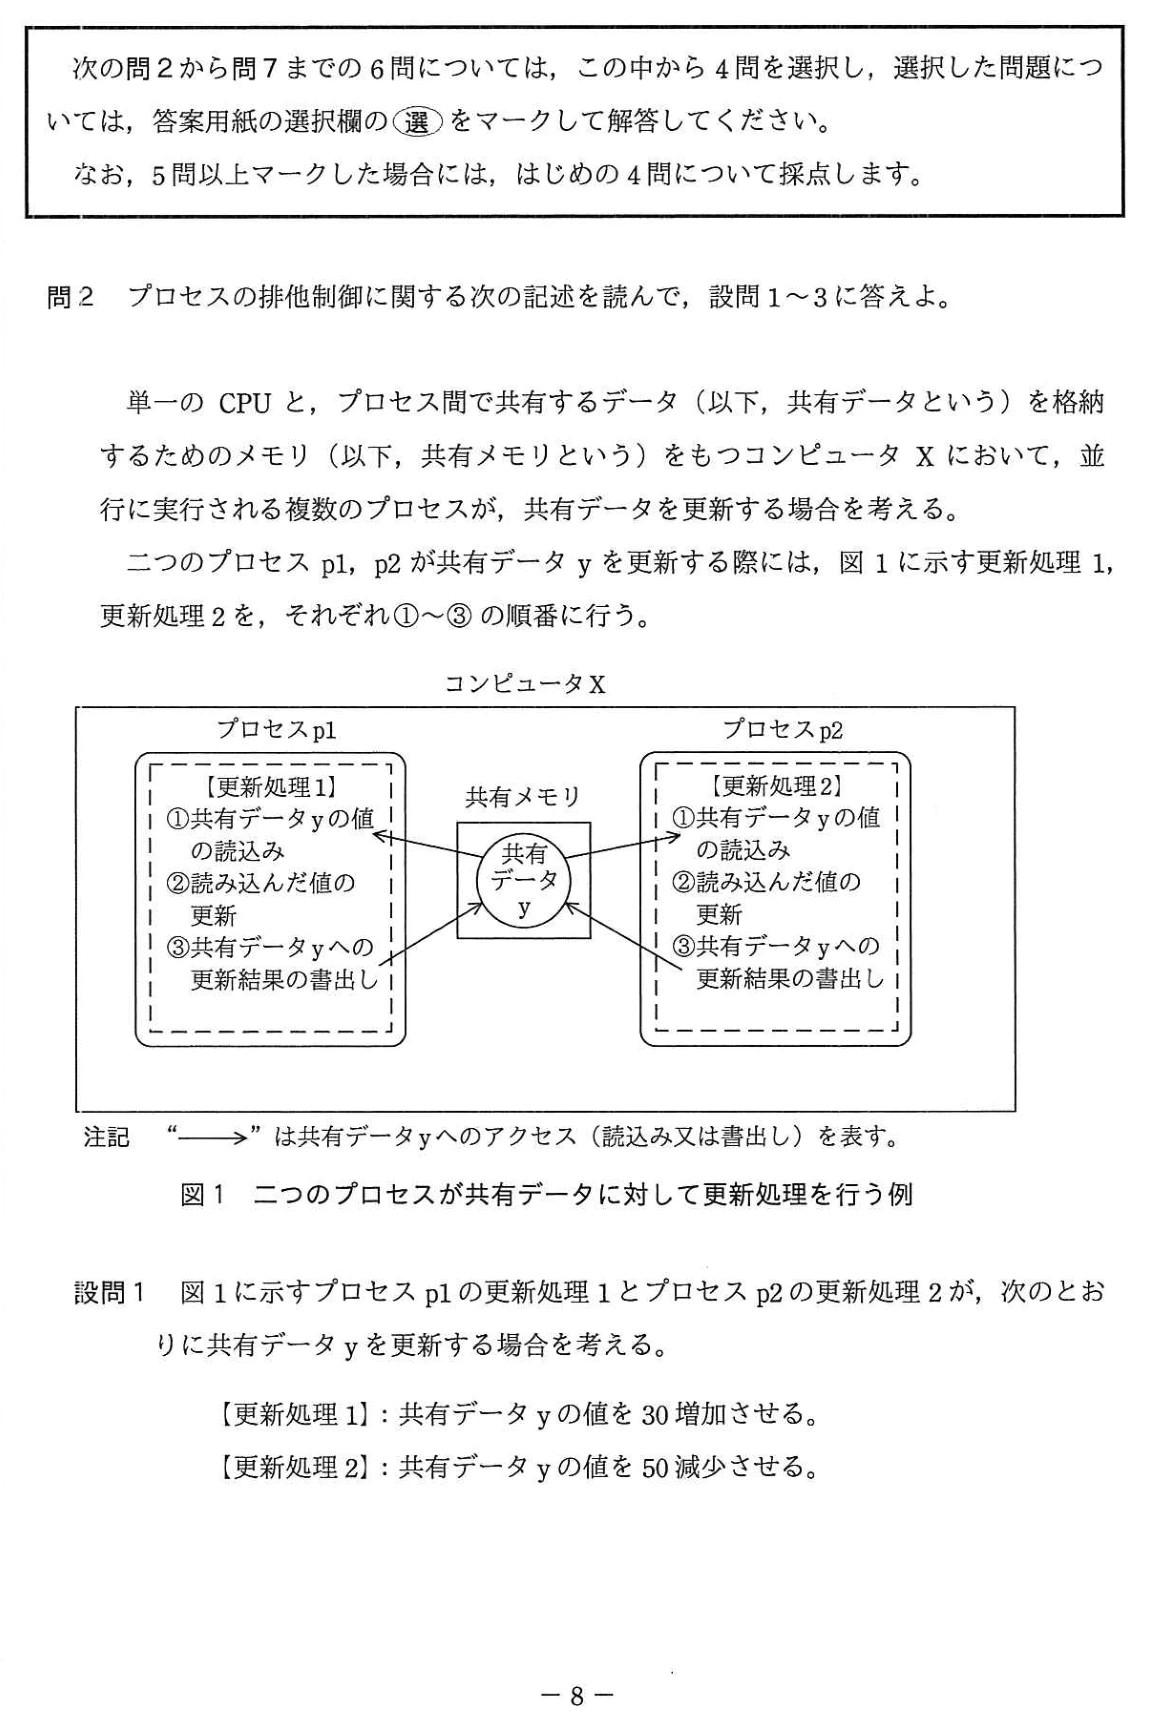 次の問2から問7までの6問については，この中から4問を選択し，選択した問題につ
いては，答案用紙の選択欄の選をマークして解答してください。
なお，5問以上マークした場合には，はじめの4問について採点します。
問2 プロセスの排他制御に関する次の記述を読んで，設問1～3に答えよ。
単一の CPU と，プロセス間で共有するデータ（以下，共有データという）を格納
するためのメモリ（以下，共有メモリという）をもつコンピュータ X において，並
行に実行される複数のプロセスが，共有データを更新する場合を考える。
二つのプロセス p1，p2 が共有データ y を更新する際には，図 1 に示す更新処理 1，
更新処理 2 を，それぞれ①～③ の順番に行う。
コンピュータX
プロセスp1
【更新処理1】
①共有データyの値
の読込み
②読み込んだ値の
更新
③共有データyへの
更新結果の書出し
共有メモリ
共有
データ
y
プロセスp2
【更新処理2】
①共有データyの値
の読込み
②読み込んだ値の
更新
③共有データyへの
更新結果の書出し
注記 “──→” は共有データyへのアクセス（読込み又は書出し）を表す。
図1 二つのプロセスが共有データに対して更新処理を行う例
設問1 図 1 に示すプロセス p1 の更新処理 1 とプロセス p2 の更新処理 2 が，次のとお
りに共有データ y を更新する場合を考える。
【更新処理 1】：共有データ y の値を 30 増加させる。
【更新処理 2】：共有データ y の値を 50 減少させる。
－ 8 －